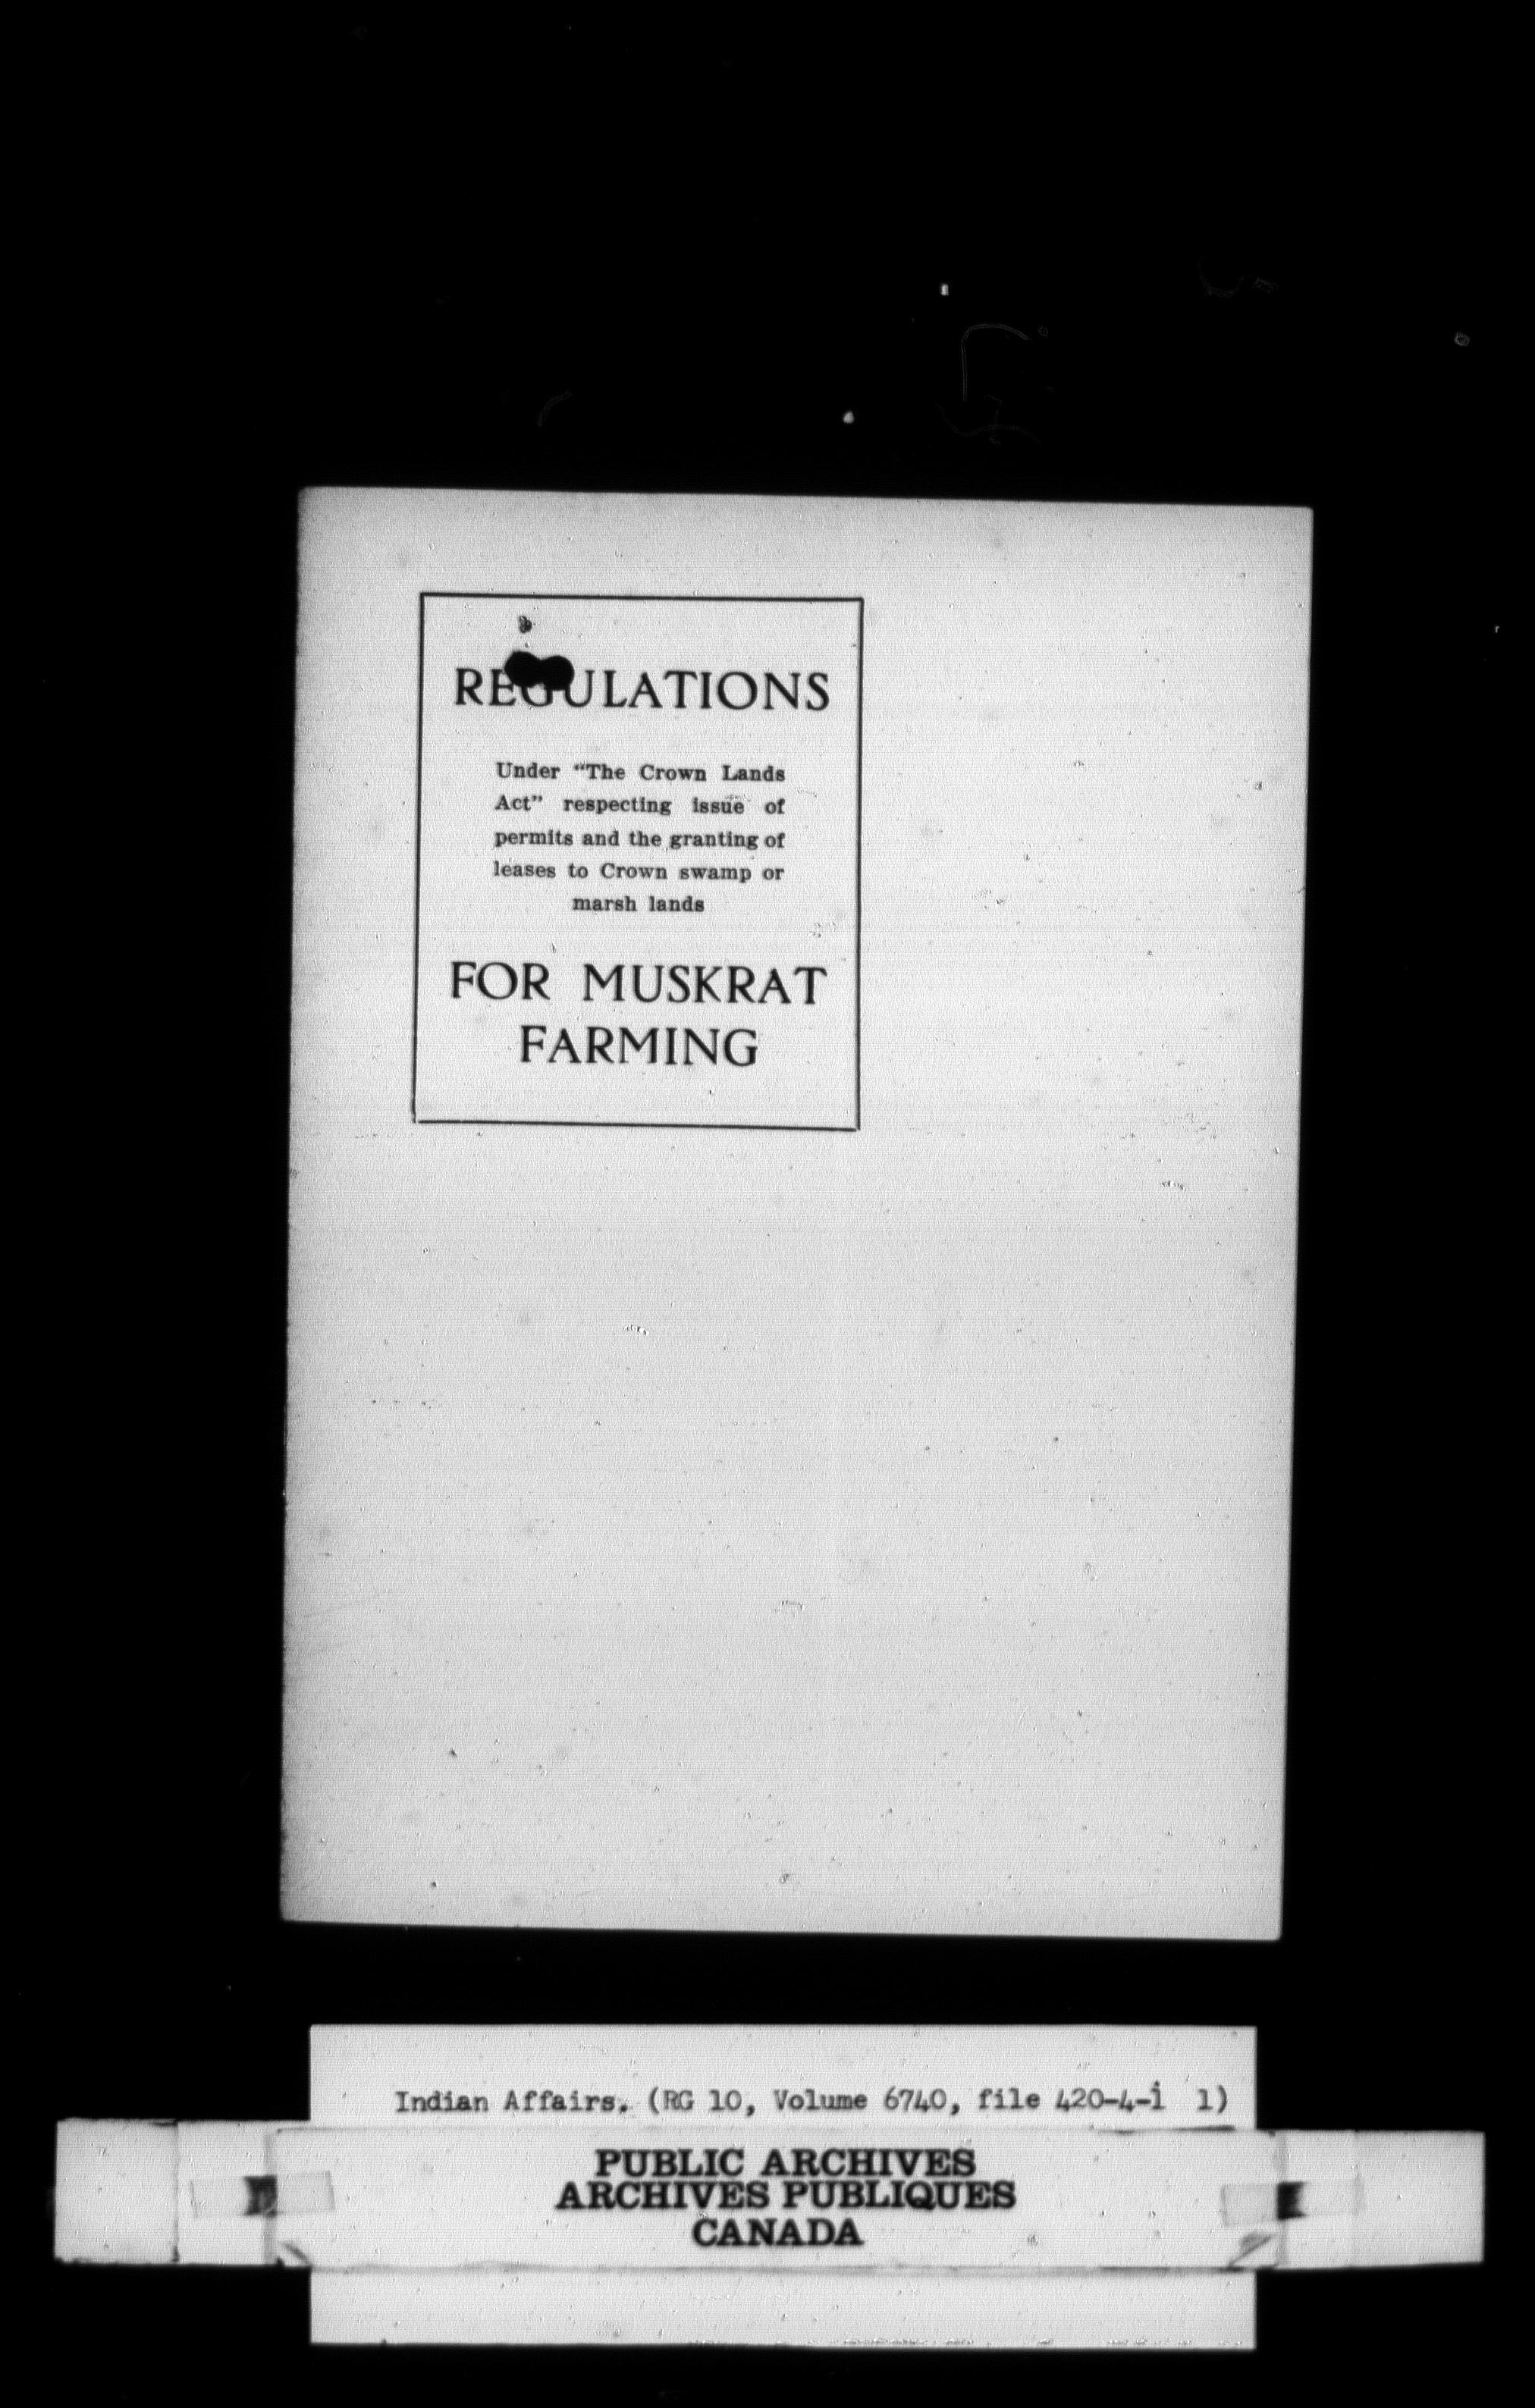 REGULATIONS
Under "The Crown Lands
Act" respecting issue of
permits and the granting of
leases to Crown swamp or
marsh lands
FOR MUSKRAT
FARMING
Indian Affairs. (RG 10, Volume 6740, file 420-4-i 1)
PUBLIC ARCHIVES
ARCHIVES PUBLIQUES
CANADA